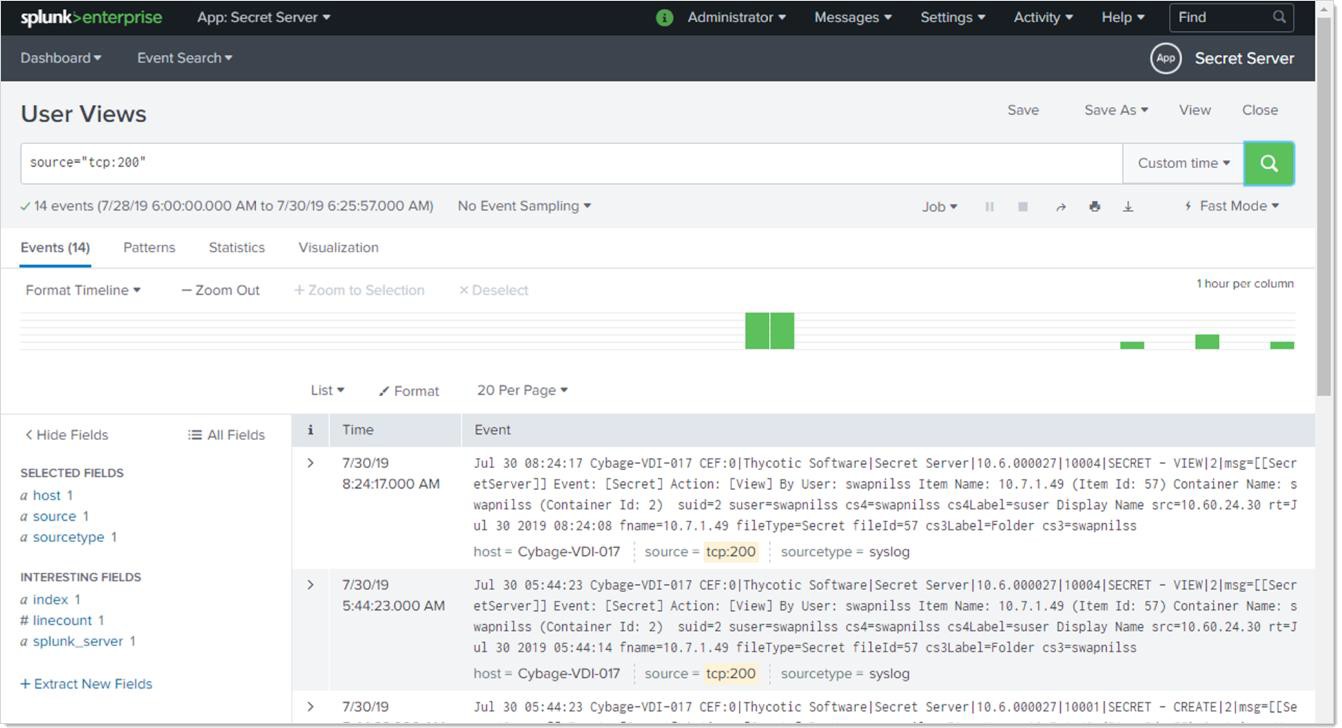 splunk>enterprise App: Secret Server i Administrator Messages Settings Activity Help Find
Dashboard Event Search App Secret Server
User Views Save Save As View Close
source="tcp:200" Custom time
14 events (7/28/19 6:00:00.000 AM to 7/30/19 6:25:57.000 AM) No Event Sampling Job Fast Mode
Events (14) Patterns Statistics Visualization
Format Timeline — Zoom Out + Zoom to Selection × Deselect 1 hour per column
List Format 20 Per Page
< Hide Fields All Fields
SELECTED FIELDS
a host 1
a source 1
a sourcetype 1
INTERESTING FIELDS
a index 1
# linecount 1
a splunk_server 1
+ Extract New Fields
i Time Event
> 7/30/19
8:24:17.000 AM
Jul 30 08:24:17 Cybage-VDI-017 CEF:0|Thycotic Software|Secret Server|10.6.000027|10004|SECRET - VIEW|2|msg=[[Secr
etServer]] Event: [Secret] Action: [View] By User: swapnilss Item Name: 10.7.1.49 (Item Id: 57) Container Name: s
wapnilss (Container Id: 2)  suid=2 suser=swapnilss cs4=swapnilss cs4Label=suser Display Name src=10.60.24.30 rt=J
ul 30 2019 08:24:08 fname=10.7.1.49 fileType=Secret fileId=57 cs3Label=Folder cs3=swapnilss
host = Cybage-VDI-017 source = tcp:200 sourcetype = syslog
> 7/30/19
5:44:23.000 AM
Jul 30 05:44:23 Cybage-VDI-017 CEF:0|Thycotic Software|Secret Server|10.6.000027|10004|SECRET - VIEW|2|msg=[[Secr
etServer]] Event: [Secret] Action: [View] By User: swapnilss Item Name: 10.7.1.49 (Item Id: 57) Container Name: s
wapnilss (Container Id: 2)  suid=2 suser=swapnilss cs4=swapnilss cs4Label=suser Display Name src=10.60.24.30 rt=J
ul 30 2019 05:44:14 fname=10.7.1.49 fileType=Secret fileId=57 cs3Label=Folder cs3=swapnilss
host = Cybage-VDI-017 source = tcp:200 sourcetype = syslog
> 7/30/19
Jul 30 05:44:23 Cybage-VDI-017 CEF:0|Thycotic Software|Secret Server|10.6.000027|10001|SECRET - CREATE|2|msg=[[Se